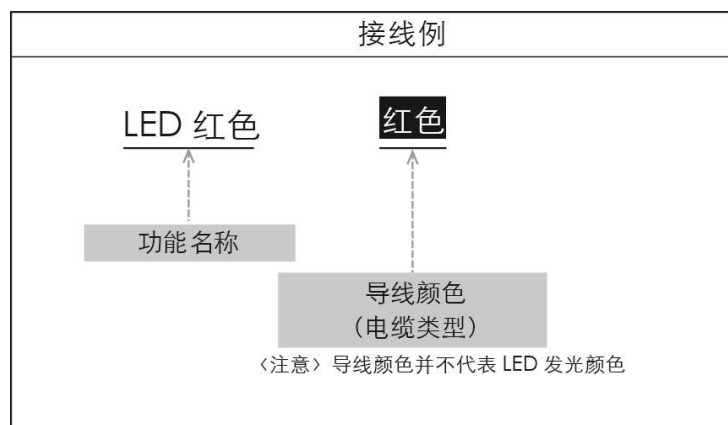 接线例
LED 红色 红色
功能名称
导线颜色
（电缆类型）
〈注意〉导线颜色并不代表 LED 发光颜色